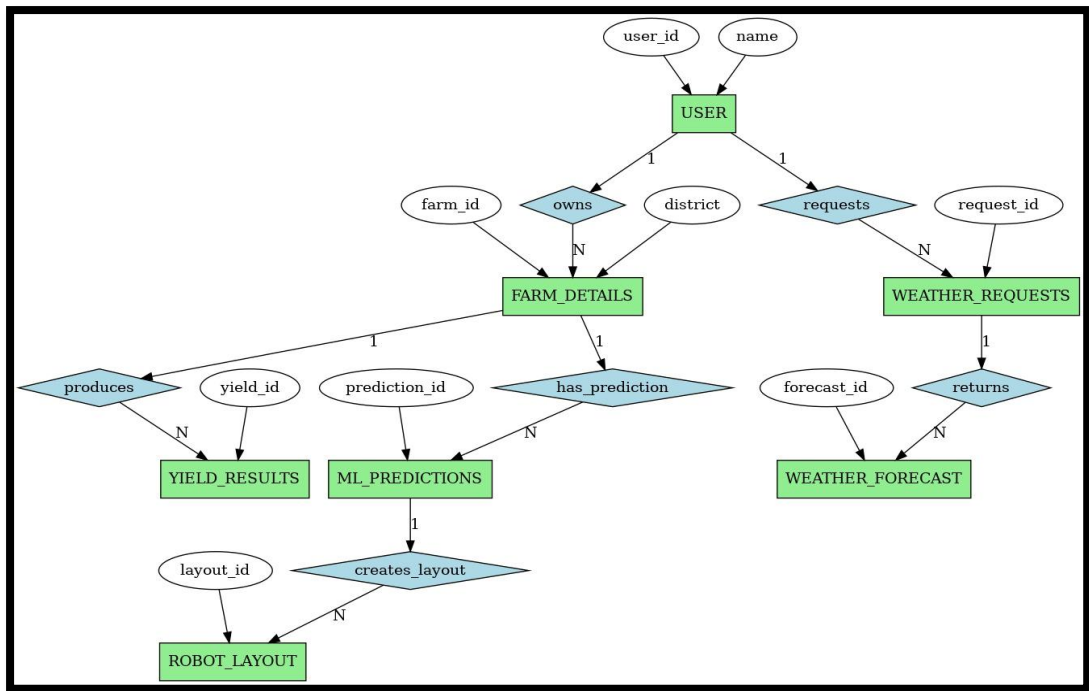 user_id
name
USER
1
1
farm_id
owns
district
requests
request_id
N
N
FARM_DETAILS
WEATHER_REQUESTS
1
1
1
produces
yield_id
prediction_id
has_prediction
forecast_id
returns
N
N
N
YIELD_RESULTS
ML_PREDICTIONS
WEATHER_FORECAST
1
layout_id
creates_layout
N
ROBOT_LAYOUT